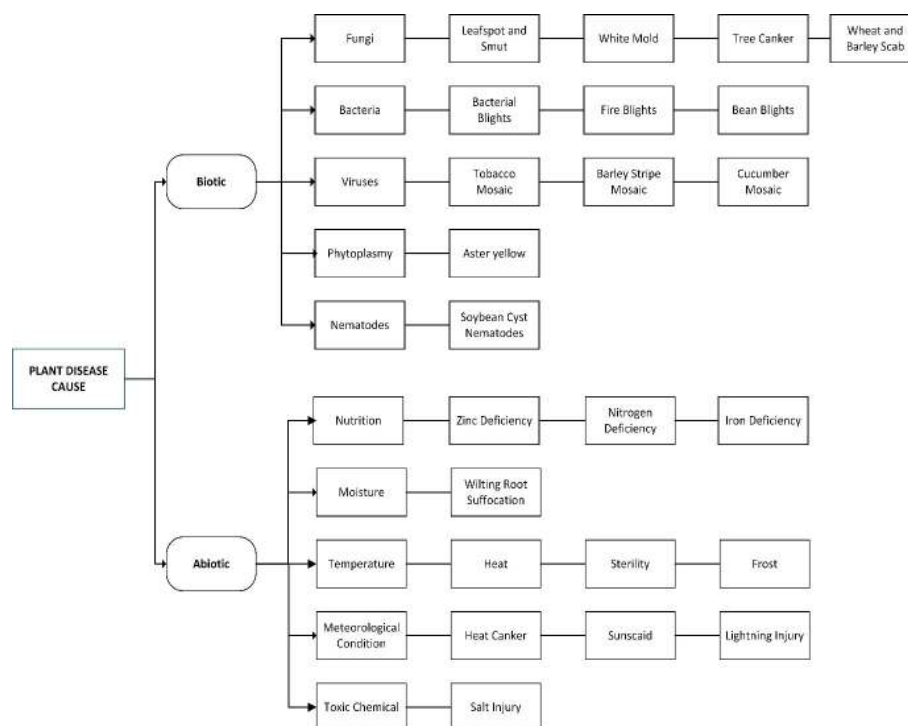 Fungi
Leafspot and
Smut
White Mold
Tree Canker
Wheat and
Barley Scab
Bacteria
Bacterial
Blights
Fire Blights
Bean Blights
Biotic
Viruses
Tobacco
Mosaic
Barley Stripe
Mosaic
Cucumber
Mosaic
Phytoplasmy
Aster yellow
Nematodes
Soybean Cyst
Nematodes
PLANT DISEASE
CAUSE
Nutrition
Zinc Deficiency
Nitrogen
Deficiency
Iron Deficiency
Moisture
Wilting Root
Suffocation
Abiotic
Temperature
Heat
Sterility
Frost
Meteorological
Condition
Heat Canker
Sunscaid
Lightning Injury
Toxic Chemical
Salt Injury